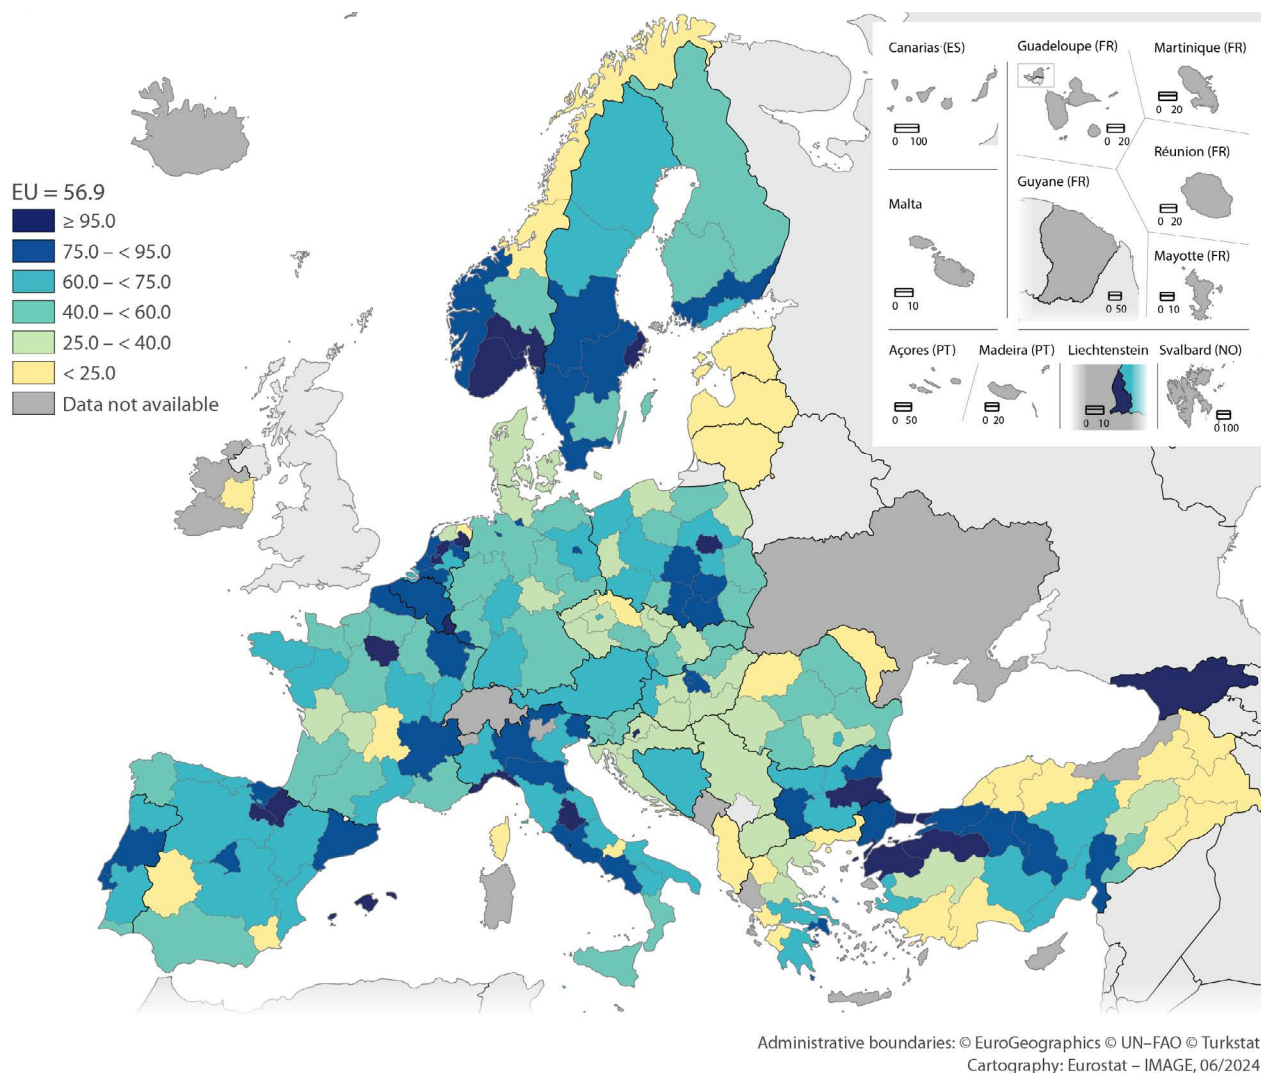 EU = 56.9
≥ 95.0
75.0 – < 95.0
60.0 – < 75.0
40.0 – < 60.0
25.0 – < 40.0
< 25.0
Data not available
Canarias (ES)
0 100
Guadeloupe (FR)
0 20
Martinique (FR)
0 20
Réunion (FR)
0 20
Malta
0 10
Guyane (FR)
0 50
Mayotte (FR)
0 10
Açores (PT)
0 50
Madeira (PT)
0 20
Liechtenstein
0 10
Svalbard (NO)
0 100
Administrative boundaries: © EuroGeographics © UN–FAO © Turkstat
Cartography: Eurostat – IMAGE, 06/2024